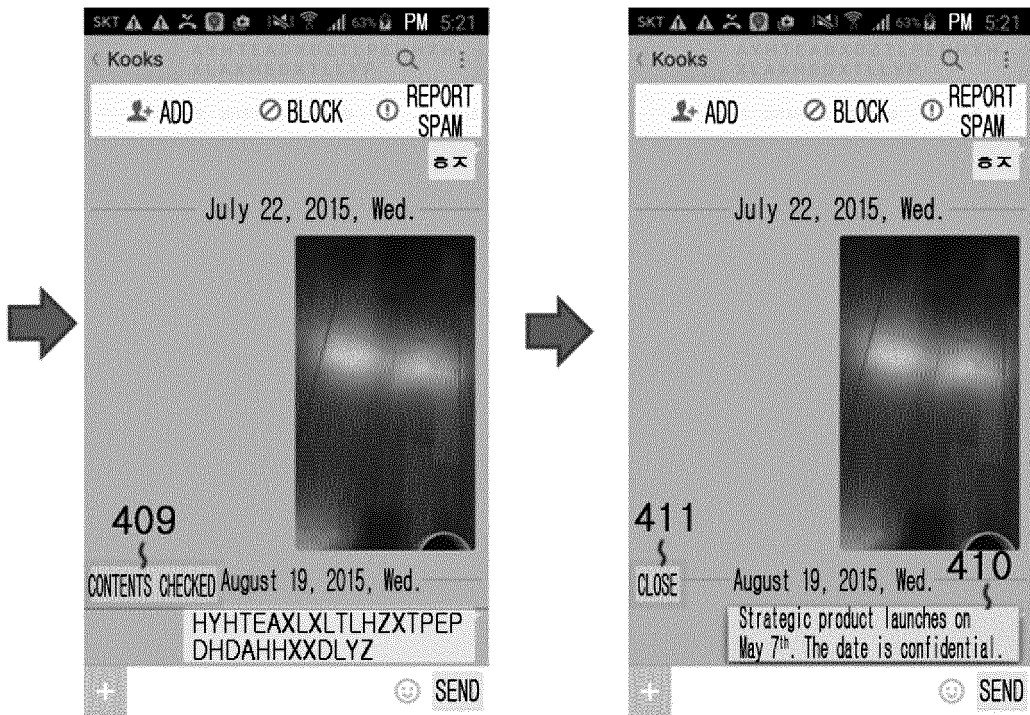 SKT 63% PM 5:21
Kooks
ADD BLOCK REPORT
SPAM
ㅎㅈ
July 22, 2015, Wed.
409
CONTENTS CHECKED August 19, 2015, Wed.
HYHTEAXLXLTLHZXTPEP
DHDAHHXXDLYZ
+ SEND
SKT 63% PM 5:21
Kooks
ADD BLOCK REPORT
SPAM
ㅎㅈ
July 22, 2015, Wed.
411
410
CLOSE August 19, 2015, Wed.
Strategic product launches on
May 7th. The date is confidential.
+ SEND